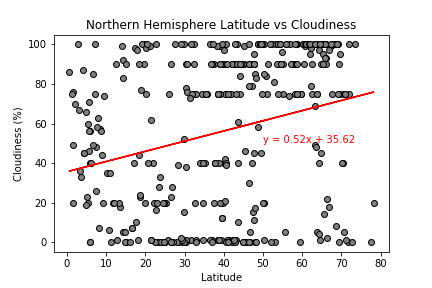 Northern Hemisphere Latitude vs Cloudiness
Cloudiness (%)
100
80
60
40
20
0
y = 0.52x + 35.62
0 10 20 30 40 50 60 70 80
Latitude